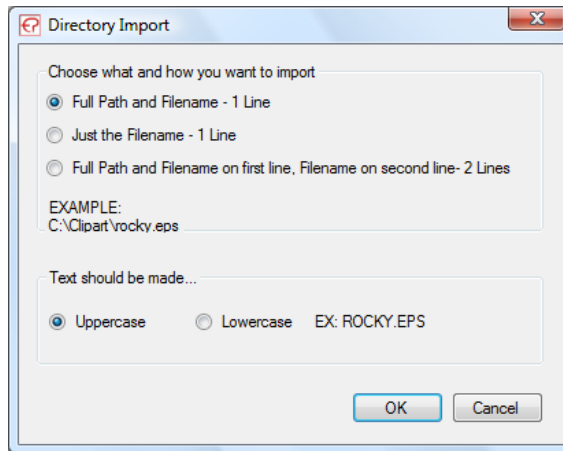 Directory Import
Choose what and how you want to import
Full Path and Filename - 1 Line
Just the Filename - 1 Line
Full Path and Filename on first line, Filename on second line- 2 Lines
EXAMPLE:
C:\Clipart\rocky.eps
Text should be made...
Uppercase Lowercase EX: ROCKY.EPS
OK Cancel